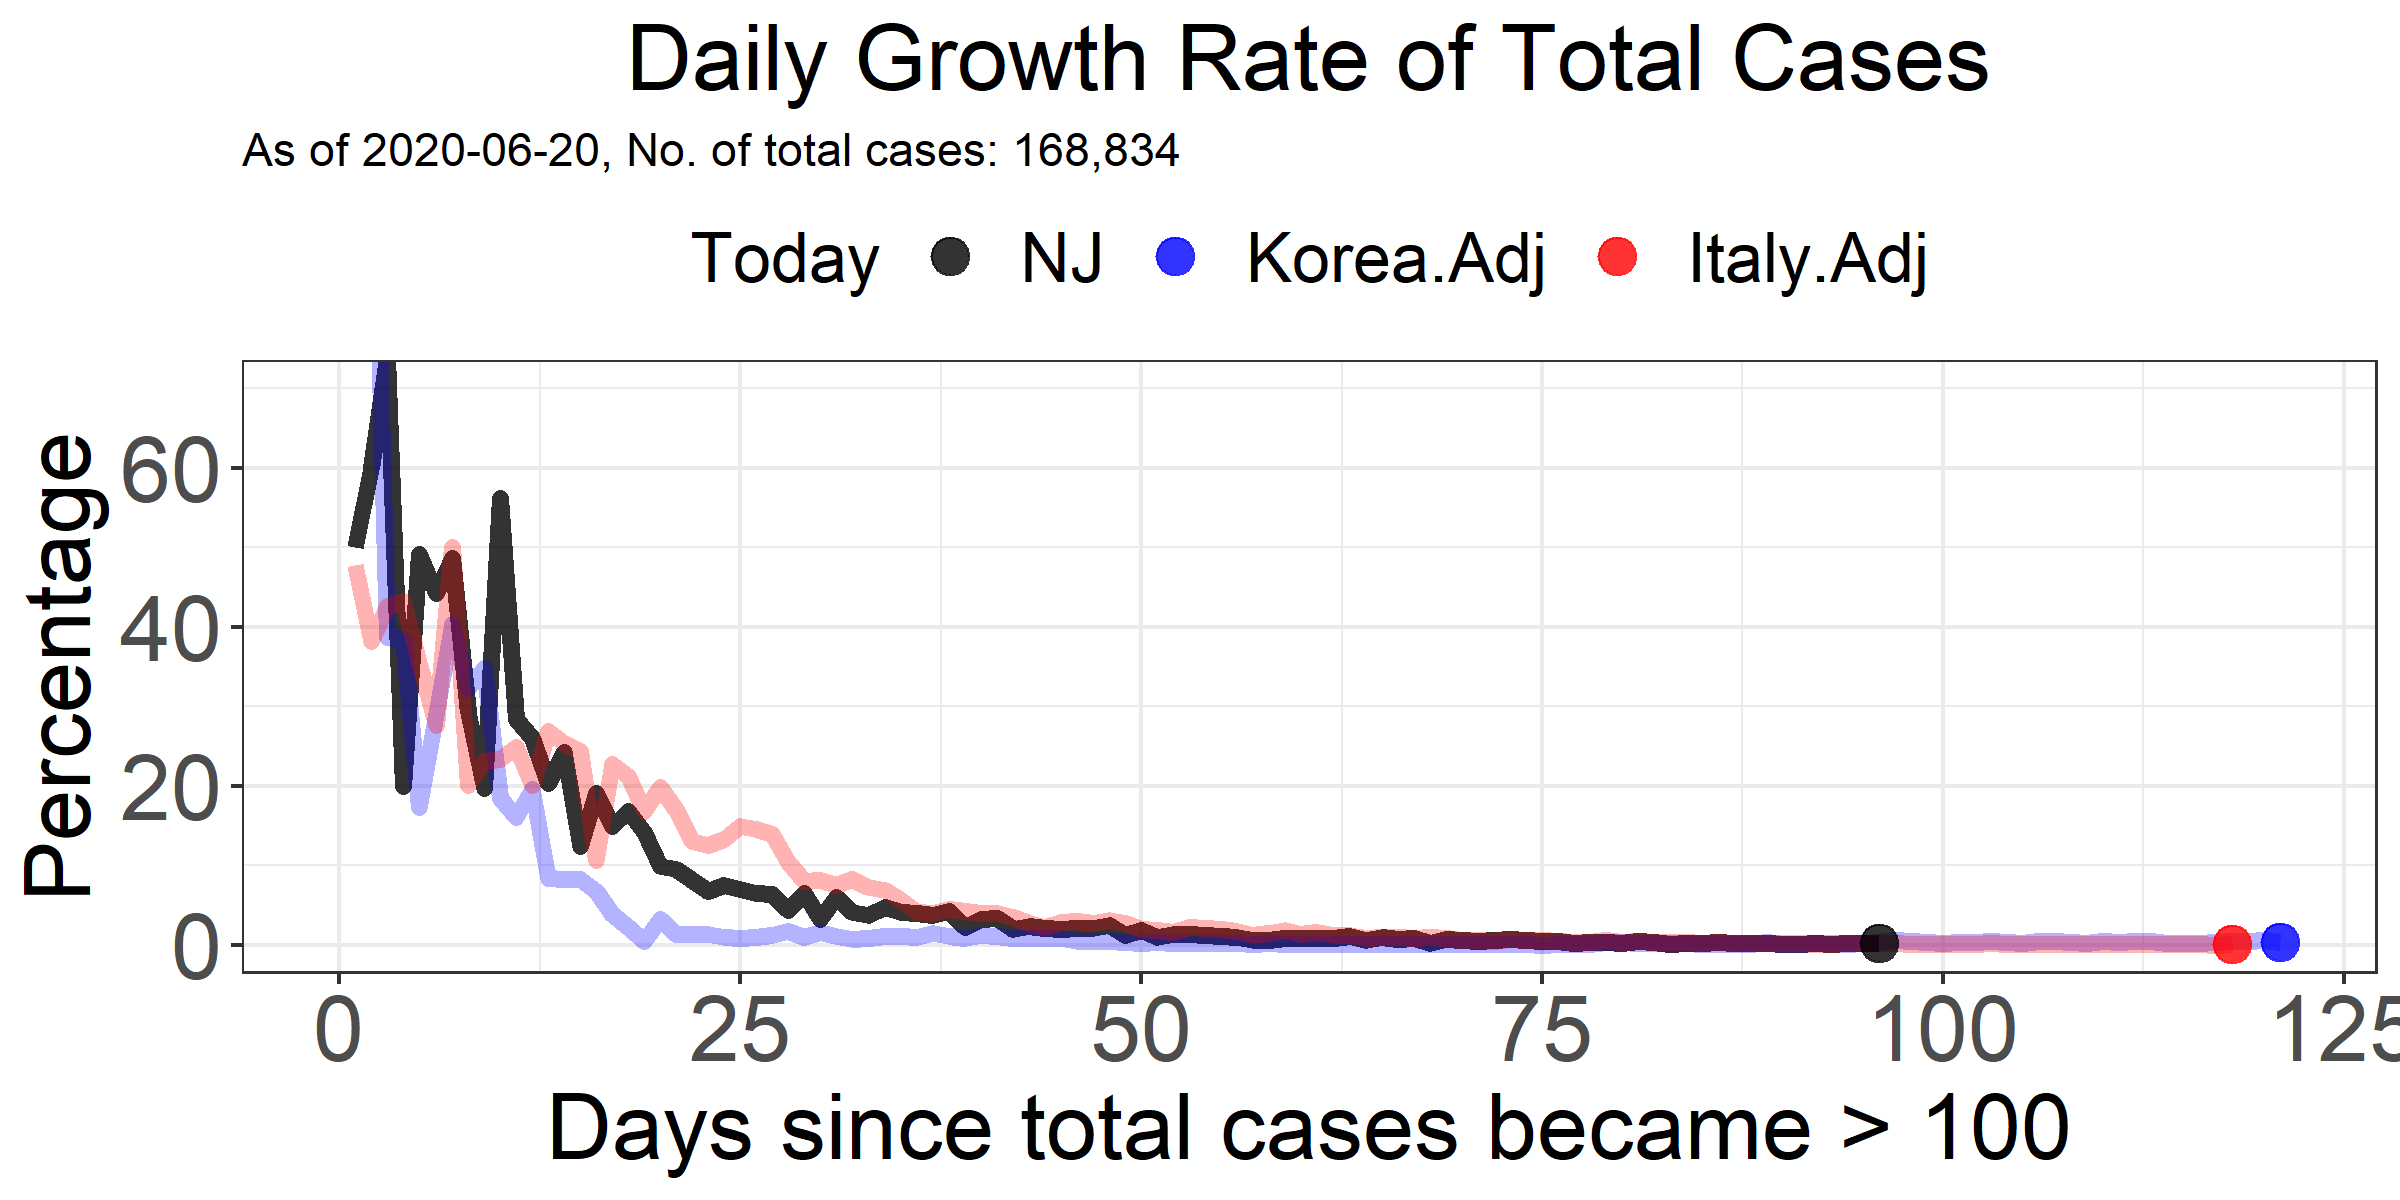 Daily Growth Rate of Total Cases
As of 2020-06-20, No. of total cases: 168,834
Today NJ Korea.Adj Italy.Adj
Percentage
60
40
20
0
0 25 50 75 100 125
Days since total cases became > 100